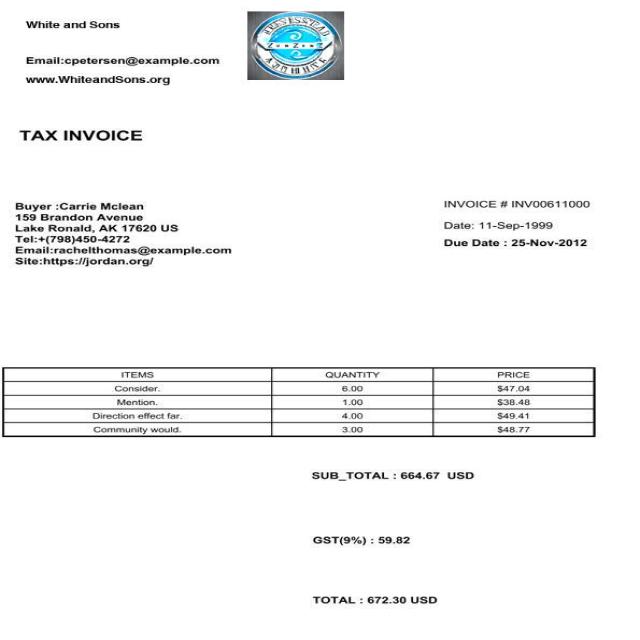 White and Sons
Email:cpetersen@example.com
www.WhiteandSons.org
TAX INVOICE
Buyer :Carrie Mclean
159 Brandon Avenue
Lake Ronald, AK 17620 US
Tel:+(798)450-4272
Email:rachelthomas@example.com
Site:https://jordan.org/
INVOICE # INV00611000
Date: 11-Sep-1999
Due Date : 25-Nov-2012
ITEMS QUANTITY PRICE
Consider. 6.00 $47.04
Mention. 1.00 $38.48
Direction effect far. 4.00 $49.41
Community would. 3.00 $48.77
SUB_TOTAL : 664.67 USD
GST(9%) : 59.82
TOTAL : 672.30 USD